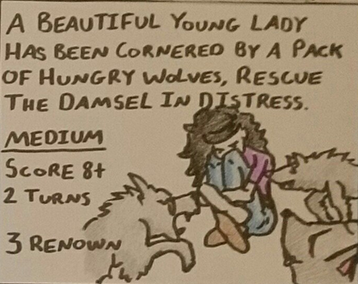 A BEAUTIFUL YOUNG LADY
HAS BEEN CORNERED BY A PACK
OF HUNGRY WOLVES, RESCUE
THE DAMSEL IN DISTRESS.
MEDIUM
SCORE 8+
2 TURNS
3 RENOWN